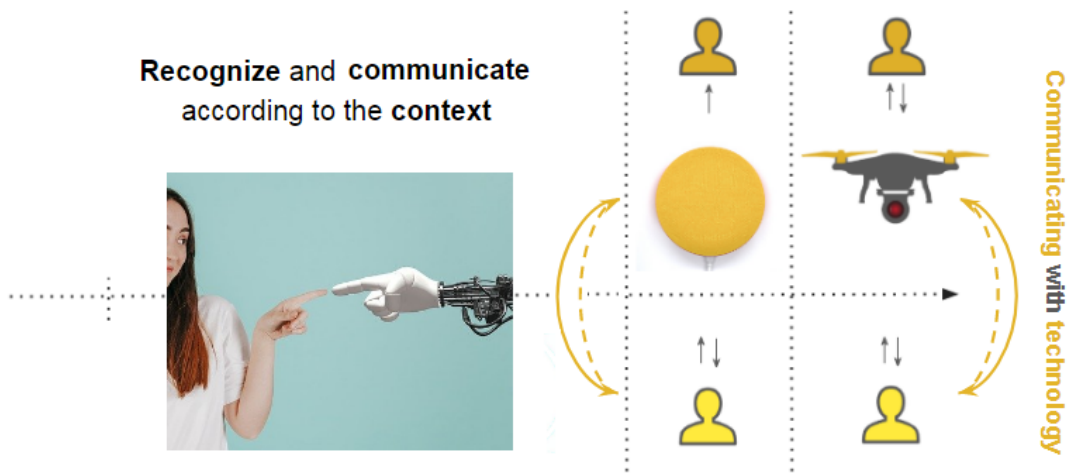 Recognize and communicate
according to the context
Communicating with technology